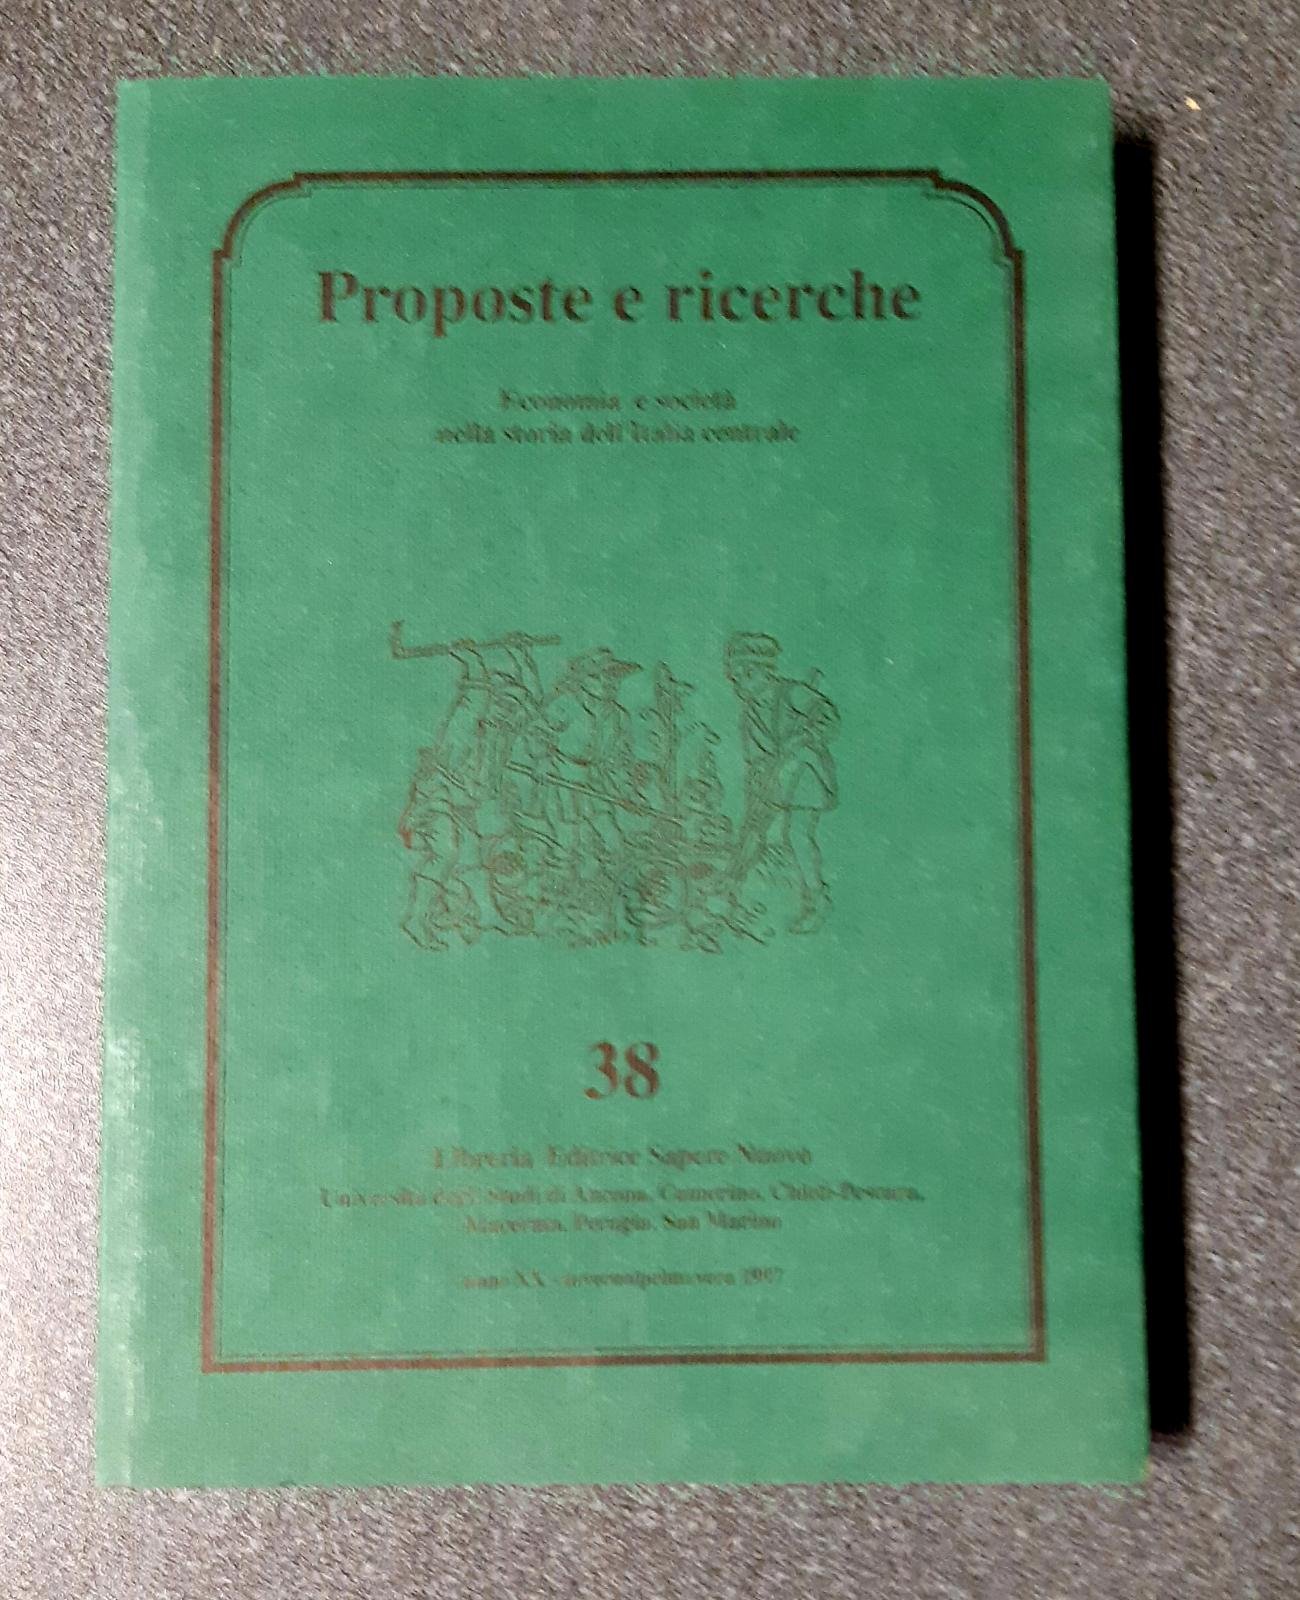 Proposte e ricerche
Economia e società
nella storia dell'Italia centrale
38
Libreria Editrice Sapere Nuovo
Università degli Studi di Ancona, Camerino, Chieti-Pescara,
Macerata, Perugia, San Marino
anno XX - inverno/primavera 1997